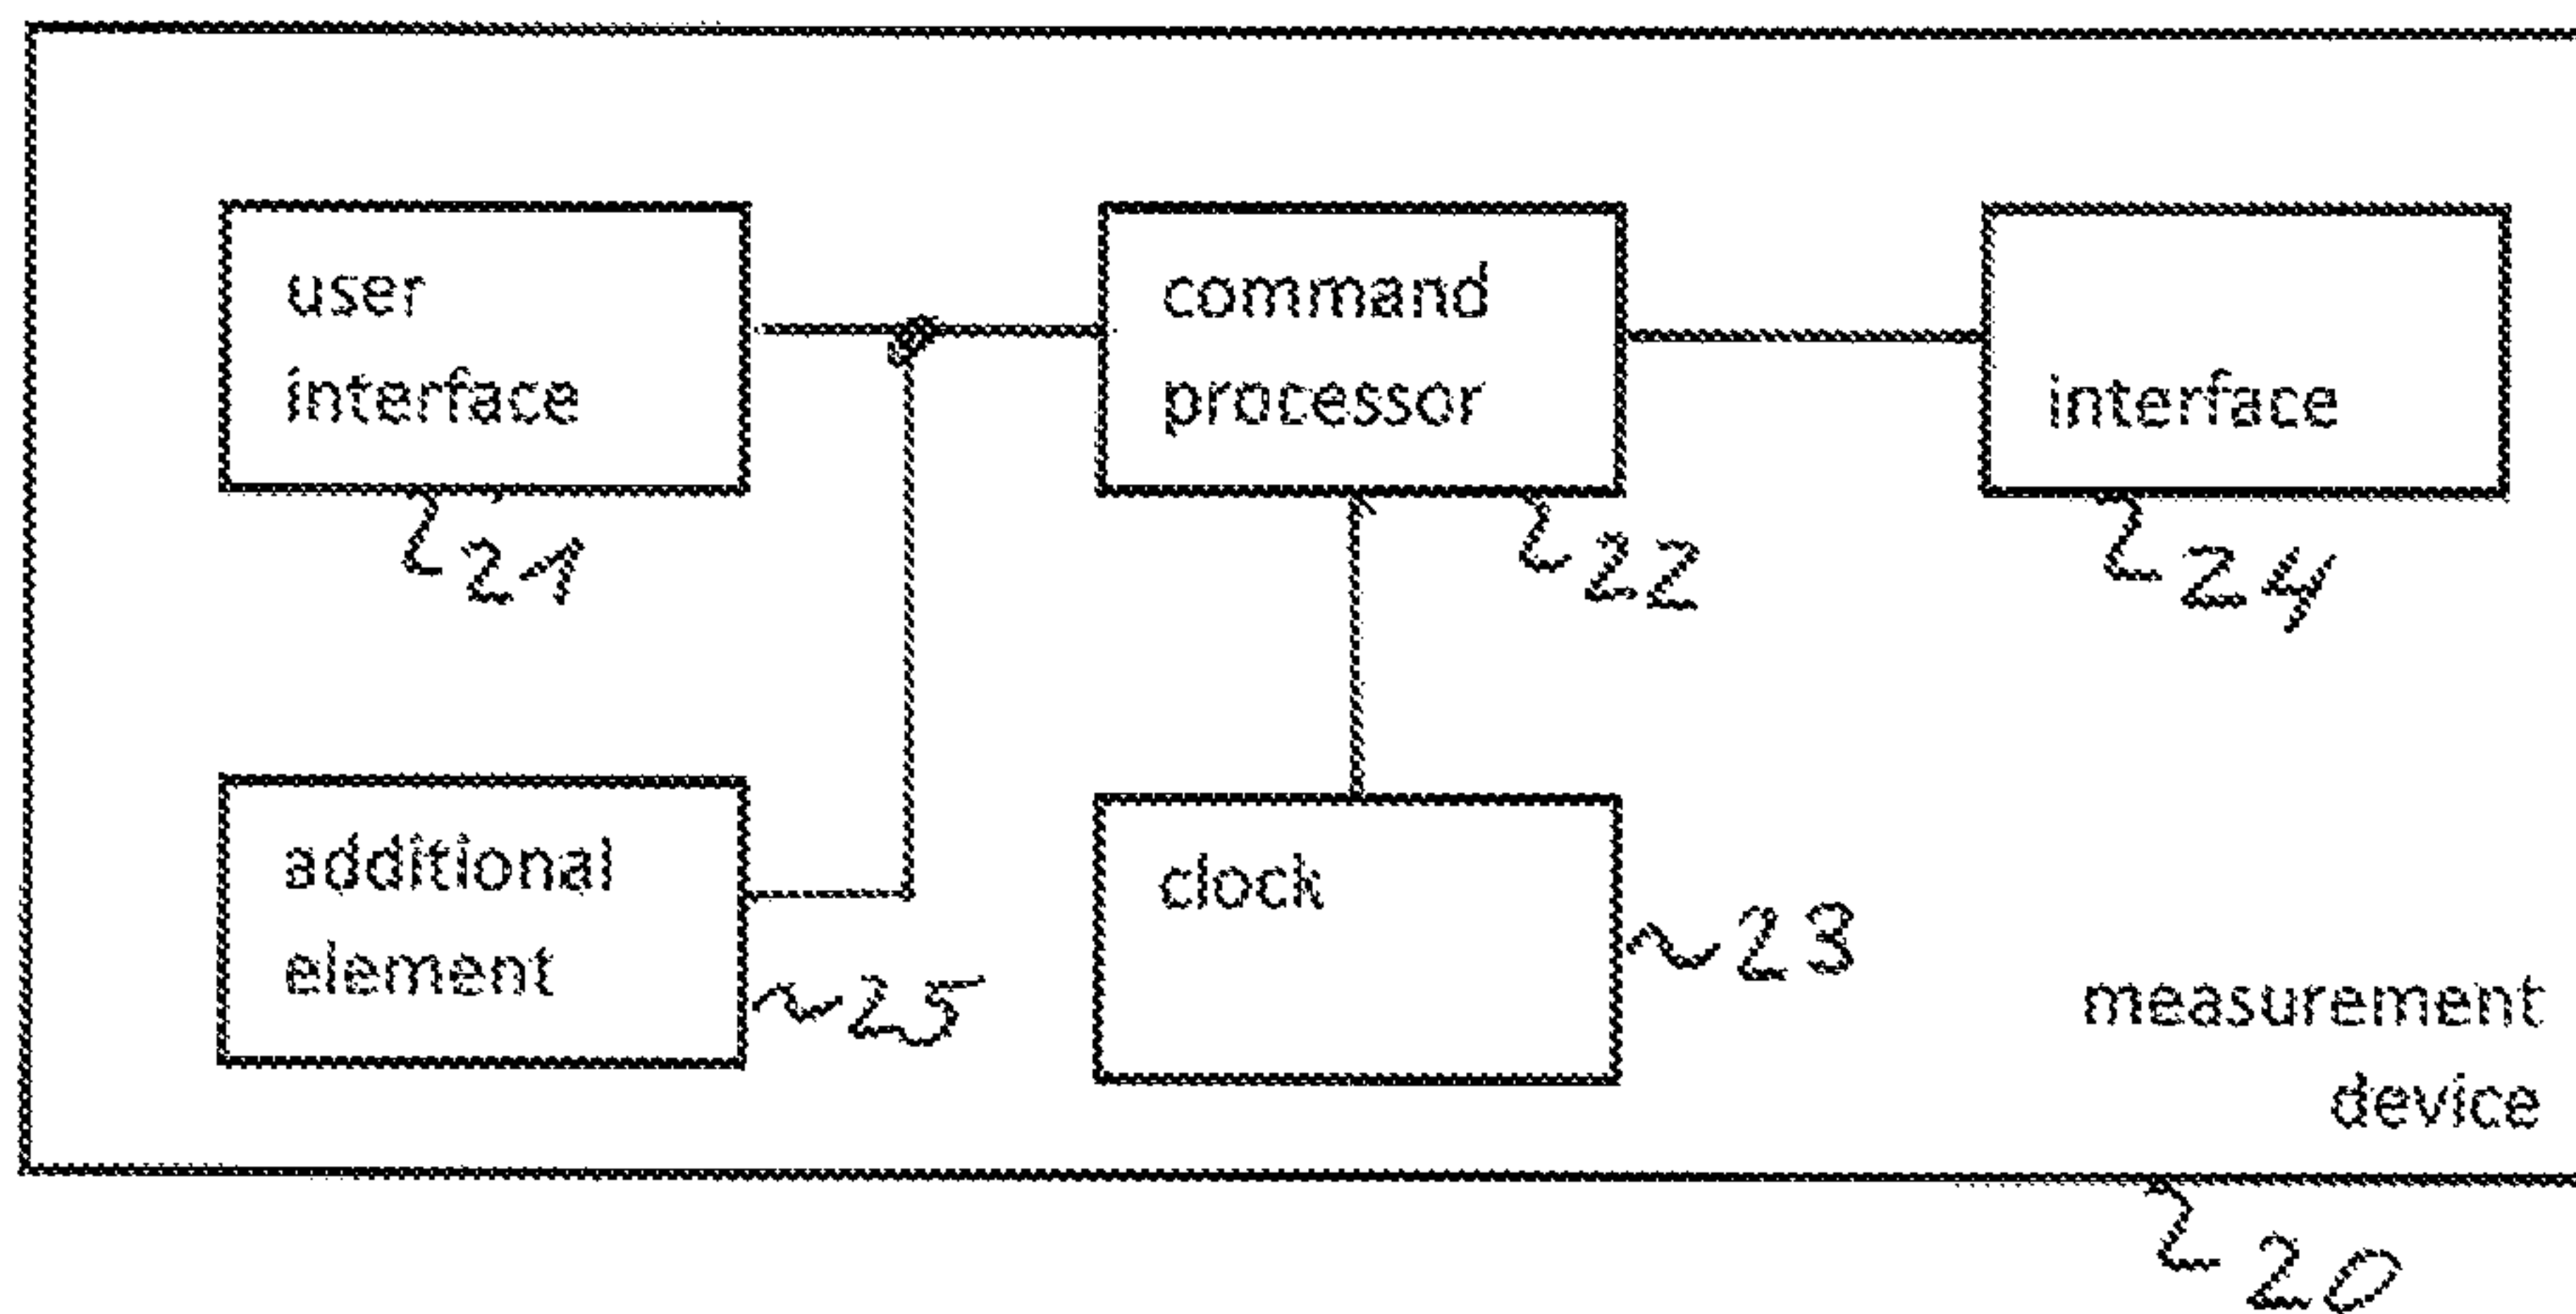 user
interface
21
command
processor
22
interface
24
additional
element
25
clock
23
measurement
device
20